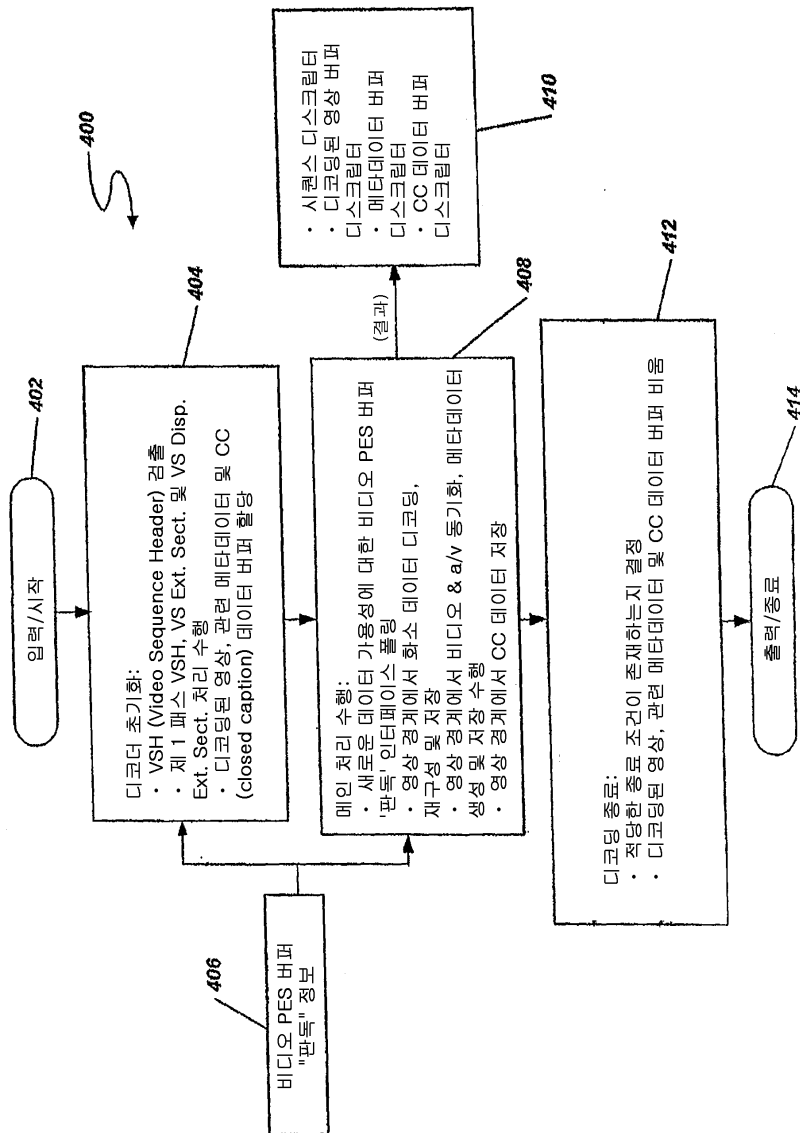 400
입력/시작
402
디코더 초기화:
· VSH (Video Sequence Header) 검출
· 제 1 패스 VSH, VS Ext. Sect. 및 VS Disp.
Ext. Sect. 처리 수행
· 디코딩된 영상, 관련 메타데이터 및 CC
(closed caption) 데이터 버퍼 할당
404
비디오 PES 버퍼
"판독" 정보
406
메인 처리 수행:
· 새로운 데이터 가용성에 대한 비디오 PES 버퍼
'판독' 인터페이스 폴링
· 영상 경계에서 화소 데이터 디코딩,
재구성 및 저장
· 영상 경계에서 비디오 & a/v 동기화, 메타데이터
생성 및 저장 수행
· 영상 경계에서 CC 데이터 저장
408
(결과)
· 시퀀스 디스크립터
· 디코딩된 영상 버퍼
디스크립터
· 메타데이터 버퍼
디스크립터
· CC 데이터 버퍼
디스크립터
410
디코딩 종료:
· 적당한 종료 조건이 존재하는지 결정
· 디코딩된 영상, 관련 메타데이터 및 CC 데이터 버퍼 비움
412
출력/종료
414